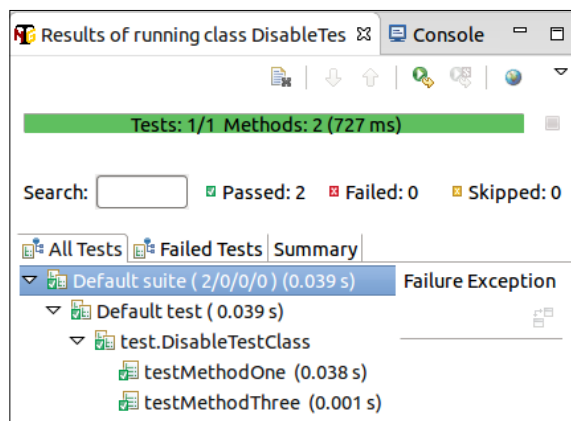 Results of running class DisableTes
Console
Tests: 1/1 Methods: 2 (727 ms)
Search: Passed: 2 Failed: 0 Skipped: 0
All Tests Failed Tests Summary
Default suite ( 2/0/0/0 ) (0.039 s) Failure Exception
Default test ( 0.039 s)
test.DisableTestClass
testMethodOne (0.038 s)
testMethodThree (0.001 s)